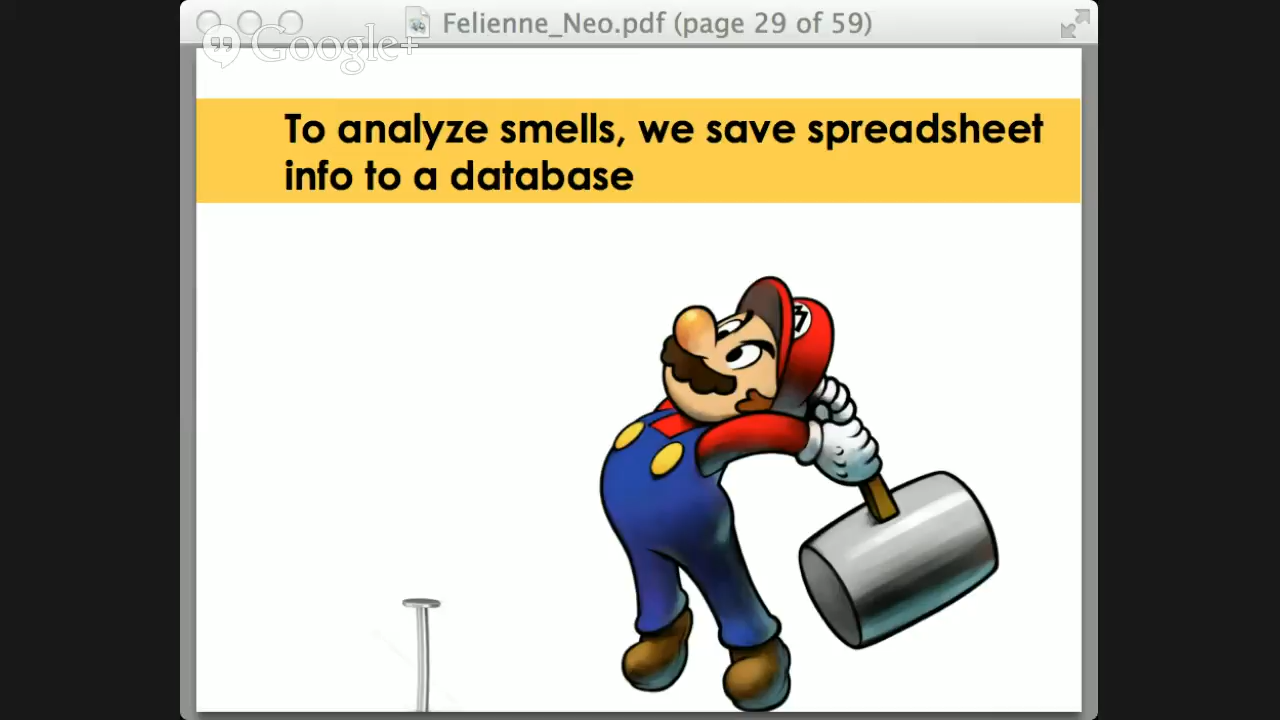 Felienne_Neo.pdf (page 29 of 59)
Google+
To analyze smells, we save spreadsheet
info to a database
M